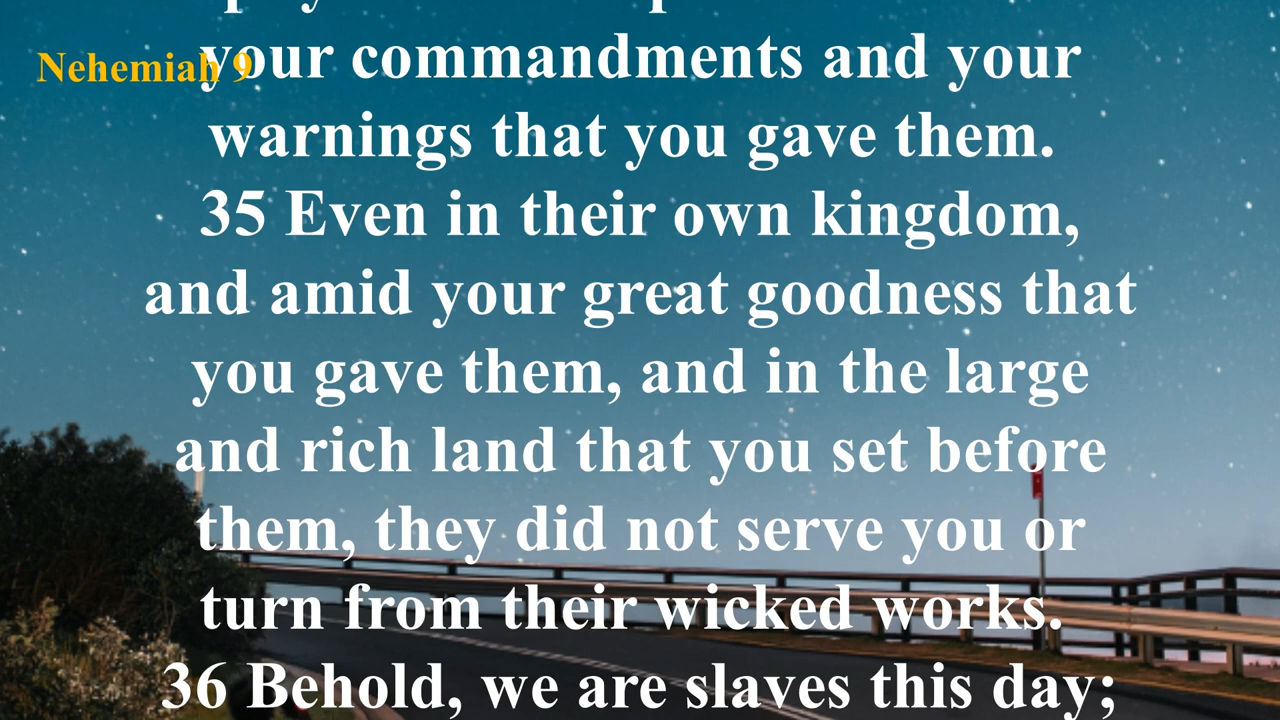 Nehemiah 9
your commandments and your
warnings that you gave them.
35 Even in their own kingdom,
and amid your great goodness that
you gave them, and in the large
and rich land that you set before
them, they did not serve you or
turn from their wicked works.
36 Behold, we are slaves this day;